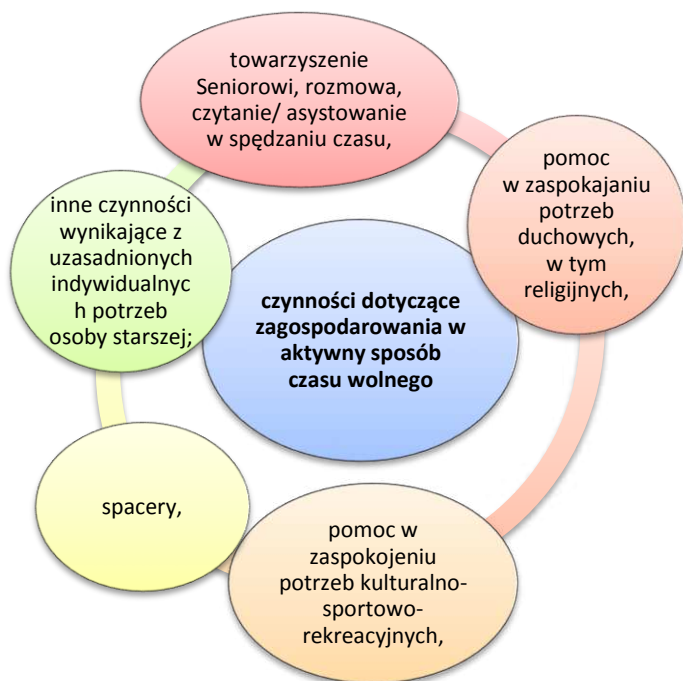 towarzyszenie
Seniorowi, rozmowa,
czytanie/ asystowanie
w spędzaniu czasu,
pomoc
w zaspokajaniu
potrzeb
duchowych,
w tym
religijnych,
inne czynności
wynikające z
uzasadnionych
indywidualnyc
h potrzeb
osoby starszej;
czynności dotyczące
zagospodarowania w
aktywny sposób
czasu wolnego
spacery,
pomoc w
zaspokojeniu
potrzeb kulturalno-
sportowo-
rekreacyjnych,